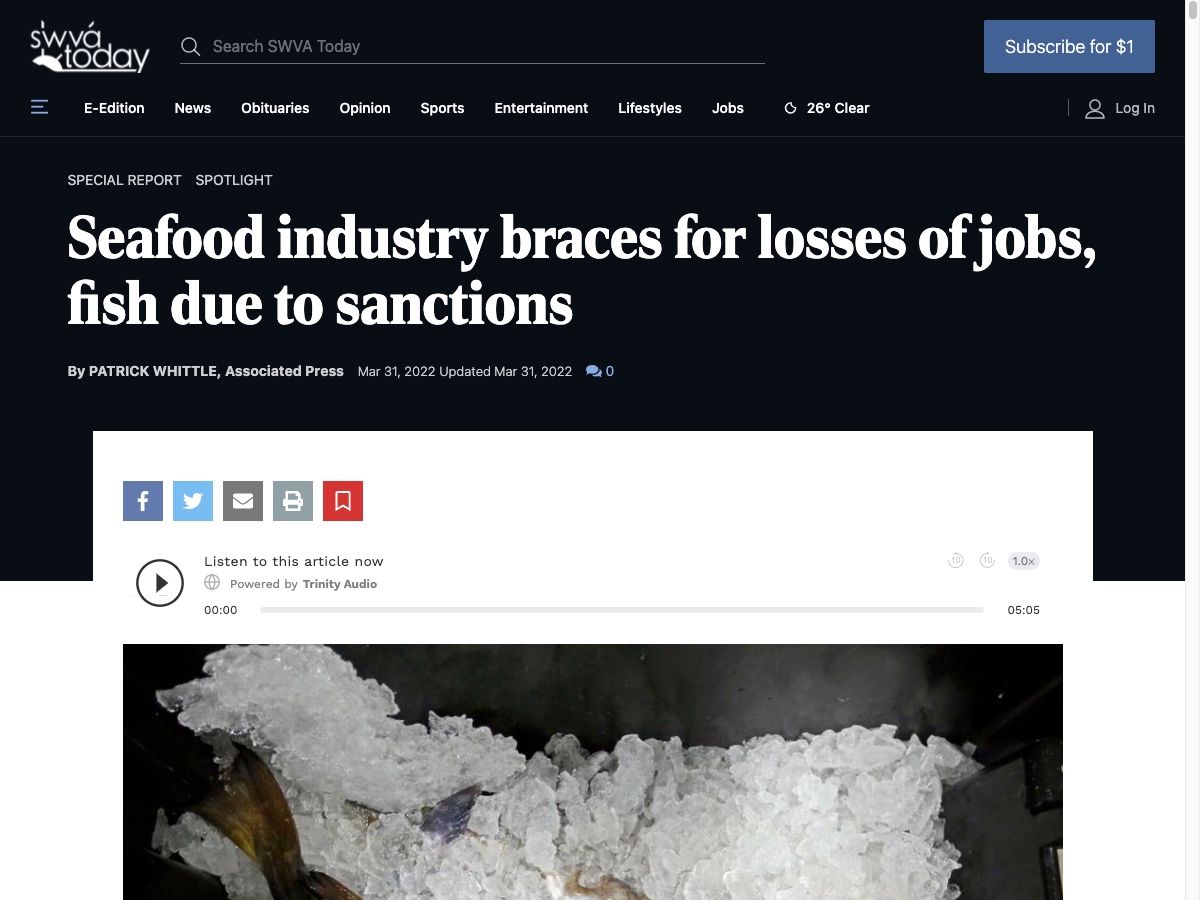 swva today
Search SWVA Today
Subscribe for $1
E-Edition News Obituaries Opinion Sports Entertainment Lifestyles Jobs 26° Clear Log In
SPECIAL REPORT SPOTLIGHT
Seafood industry braces for losses of jobs,
fish due to sanctions
By PATRICK WHITTLE, Associated Press Mar 31, 2022 Updated Mar 31, 2022 0
Listen to this article now
10 10 1.0×
Powered by Trinity Audio
00:00 05:05